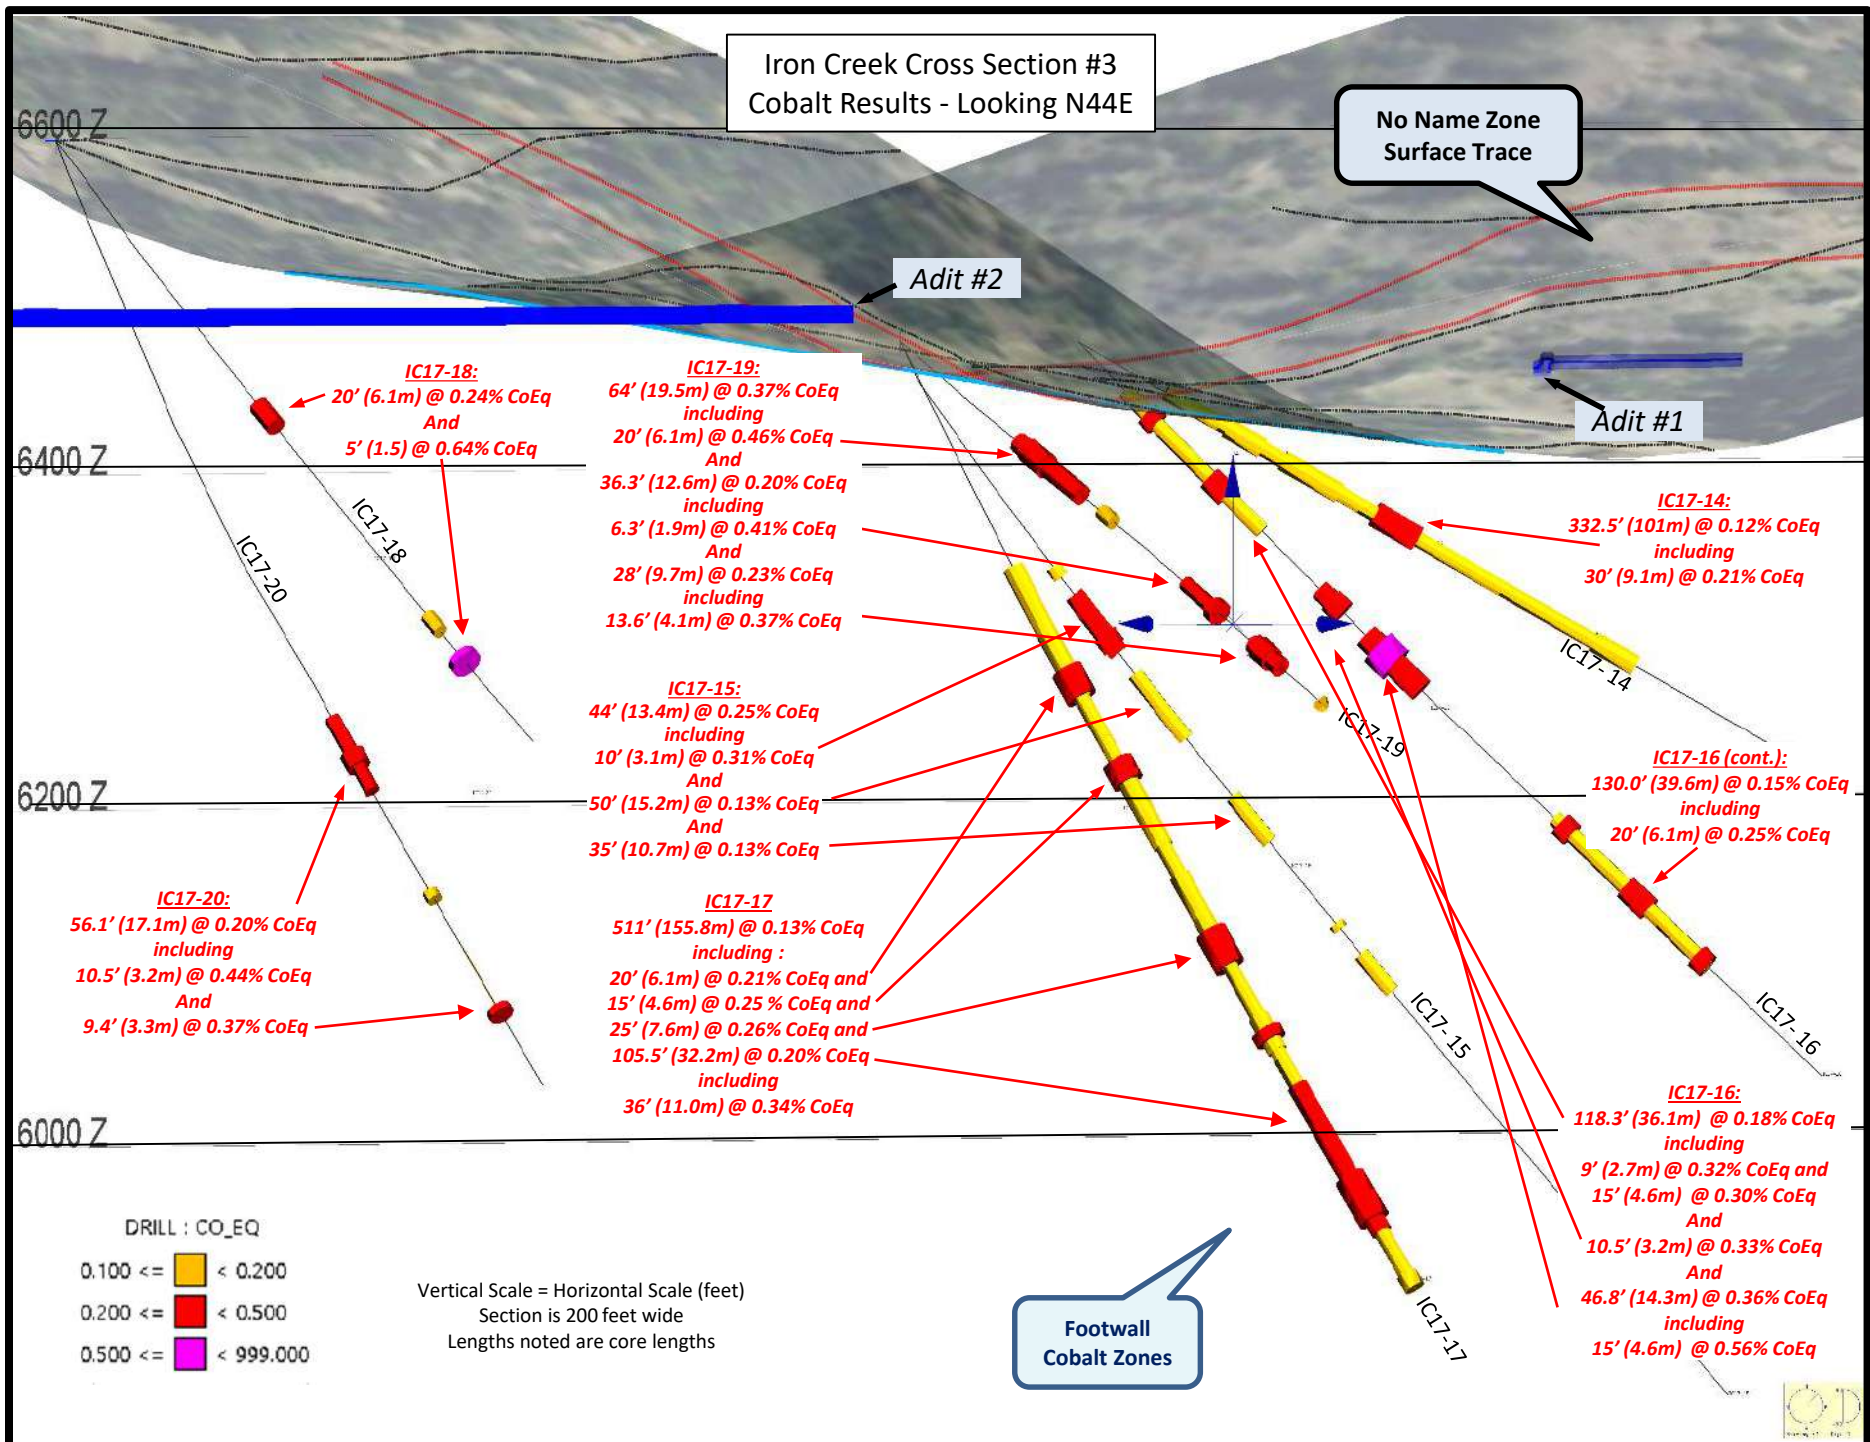 Iron Creek Cross Section #3
Cobalt Results - Looking N44E
No Name Zone
Surface Trace
6600 Z
Adit #2
Adit #1
6400 Z
6200 Z
6000 Z
IC17-18:
20’ (6.1m) @ 0.24% CoEq
And
5’ (1.5) @ 0.64% CoEq
IC17-19:
64’ (19.5m) @ 0.37% CoEq
including
20’ (6.1m) @ 0.46% CoEq
And
36.3’ (12.6m) @ 0.20% CoEq
including
6.3’ (1.9m) @ 0.41% CoEq
And
28’ (9.7m) @ 0.23% CoEq
including
13.6’ (4.1m) @ 0.37% CoEq
IC17-14:
332.5’ (101m) @ 0.12% CoEq
including
30’ (9.1m) @ 0.21% CoEq
IC17-18
IC17-20
IC17- 14
IC17-19
IC17-15:
44’ (13.4m) @ 0.25% CoEq
including
10’ (3.1m) @ 0.31% CoEq
And
50’ (15.2m) @ 0.13% CoEq
And
35’ (10.7m) @ 0.13% CoEq
IC17-16 (cont.):
130.0’ (39.6m) @ 0.15% CoEq
including
20’ (6.1m) @ 0.25% CoEq
IC17-20:
56.1’ (17.1m) @ 0.20% CoEq
including
10.5’ (3.2m) @ 0.44% CoEq
And
9.4’ (3.3m) @ 0.37% CoEq
IC17-17
511’ (155.8m) @ 0.13% CoEq
including :
20’ (6.1m) @ 0.21% CoEq and
15’ (4.6m) @ 0.25 % CoEq and
25’ (7.6m) @ 0.26% CoEq and
105.5’ (32.2m) @ 0.20% CoEq
including
36’ (11.0m) @ 0.34% CoEq
IC17- 15
IC17- 16
IC17-16:
118.3’ (36.1m) @ 0.18% CoEq
including
9’ (2.7m) @ 0.32% CoEq and
15’ (4.6m) @ 0.30% CoEq
And
10.5’ (3.2m) @ 0.33% CoEq
And
46.8’ (14.3m) @ 0.36% CoEq
including
15’ (4.6m) @ 0.56% CoEq
IC17-17
DRILL : CO_EQ
0.100 <= < 0.200
0.200 <= < 0.500
0.500 <= < 999.000
Vertical Scale = Horizontal Scale (feet)
Section is 200 feet wide
Lengths noted are core lengths
Footwall
Cobalt Zones